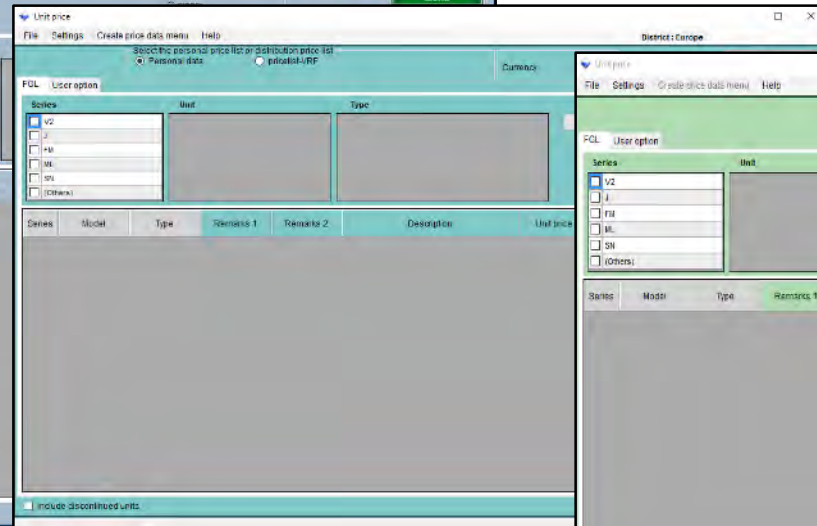 Unit price
File Settings Create price data menu Help
District : Europe
Select the personal price list or distribution price list
Personal data pricelist-VRF
Currency
FGL User option
Series Unit Type
V2
J
FM
ML
SN
(Others)
Series Model Type Remarks 1 Remarks 2 Description Unit price
Include discontinued units
Unit price
File Settings Create price data menu Help
FGL User option
Series Unit
V2
J
FM
ML
SN
(Others)
Series Model Type Remarks 1